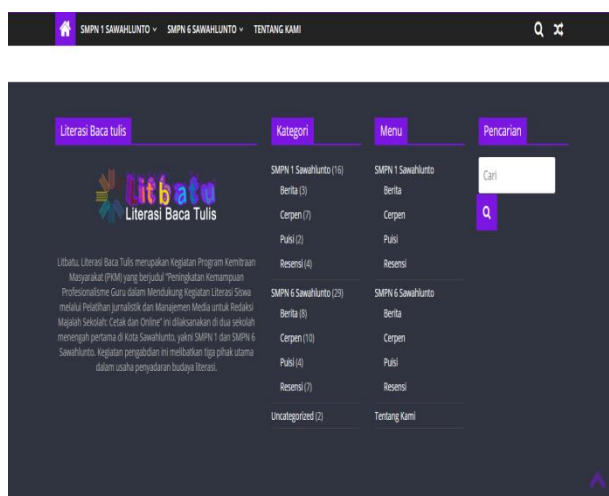 SMPN 1 SAWAHLUNTO SMPN 6 SAWAHLUNTO TENTANG KAMI
Literasi Baca tulis
Litbatu
Literasi Baca Tulis
Litbatu, Literasi Baca Tulis merupakan Kegiatan Program Kemitraan
Masyarakat (PKM) yang berjudul "Peningkatan Kemampuan
Profesionalisme Guru dalam Mendukung Kegiatan Literasi Siswa
melalui Pelatihan Jurnalistik dan Manajemen Media untuk Redaksi
Majalah Sekolah: Cetak dan Online" ini dilaksanakan di dua sekolah
menengah pertama di Kota Sawahlunto, yakni SMPN 1 dan SMPN 6
Sawahlunto. Kegiatan pengabdian ini melibatkan tiga pihak utama
dalam usaha penyadaran budaya literasi.
Kategori
SMPN 1 Sawahlunto (16)
Berita (3)
Cerpen (7)
Puisi (2)
Resensi (4)
SMPN 6 Sawahlunto (29)
Berita (8)
Cerpen (10)
Puisi (4)
Resensi (7)
Uncategorized (2)
Menu
SMPN 1 Sawahlunto
Berita
Cerpen
Puisi
Resensi
SMPN 6 Sawahlunto
Berita
Cerpen
Puisi
Resensi
Tentang Kami
Pencarian
Cari